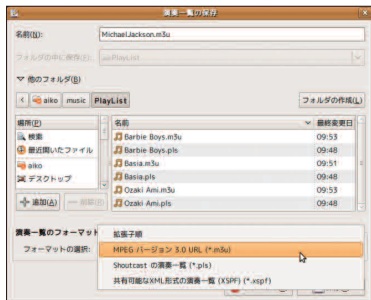 演奏一覧の保存
名前(N): MichaelJackson.m3u
フォルダの中に保存(F): PlayList
他のフォルダ(B)
aiko music PlayList フォルダの作成(L)
場所(P) 名前 最終変更日
検索 Barbie Boys.m3u 09:53
最近開いたファイル Barbie Boys.pls 09:48
aiko Basia.m3u 09:51
デスクトップ Basia.pls 09:48
Ozaki Ami.m3u 09:53
追加(A) Ozaki Ami.pls 09:48
演奏一覧のフォーマット
拡張子順
フォーマットの選択: MPEG バージョン 3.0 URL (*.m3u)
Shoutcast の演奏一覧 (*.pls)
共有可能なXML形式の演奏一覧 (XSPF) (*.xspf)